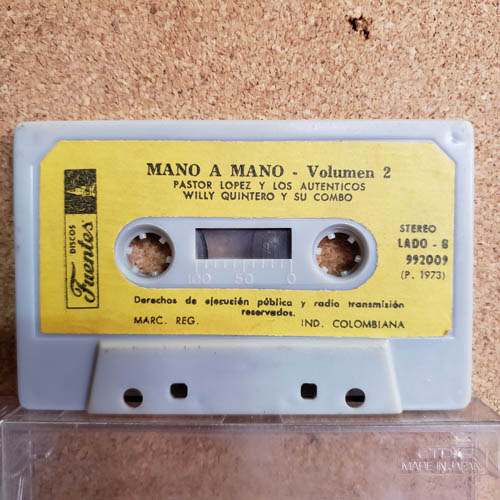 MANO A MANO - Volumen 2
PASTOR LOPEZ Y LOS AUTENTICOS
WILLY QUINTERO Y SU COMBO
DISCOS
Fuentes
STEREO
LADO - B
992009
(P. 1973)
100 50 0
Derechos de ejecución pública y radio transmisión
reservados.
MARC. REG. IND. COLOMBIANA
MADE IN JAPAN